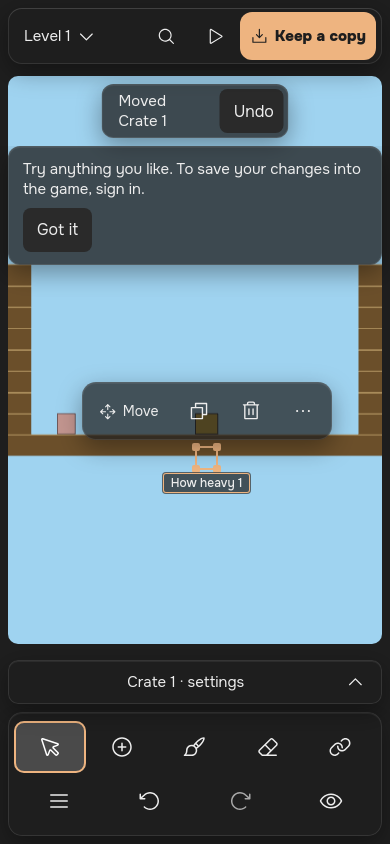 Level 1
Keep a copy
Moved
Crate 1
Undo
Try anything you like. To save your changes into
the game, sign in.
Got it
Move
How heavy 1
Crate 1 · settings